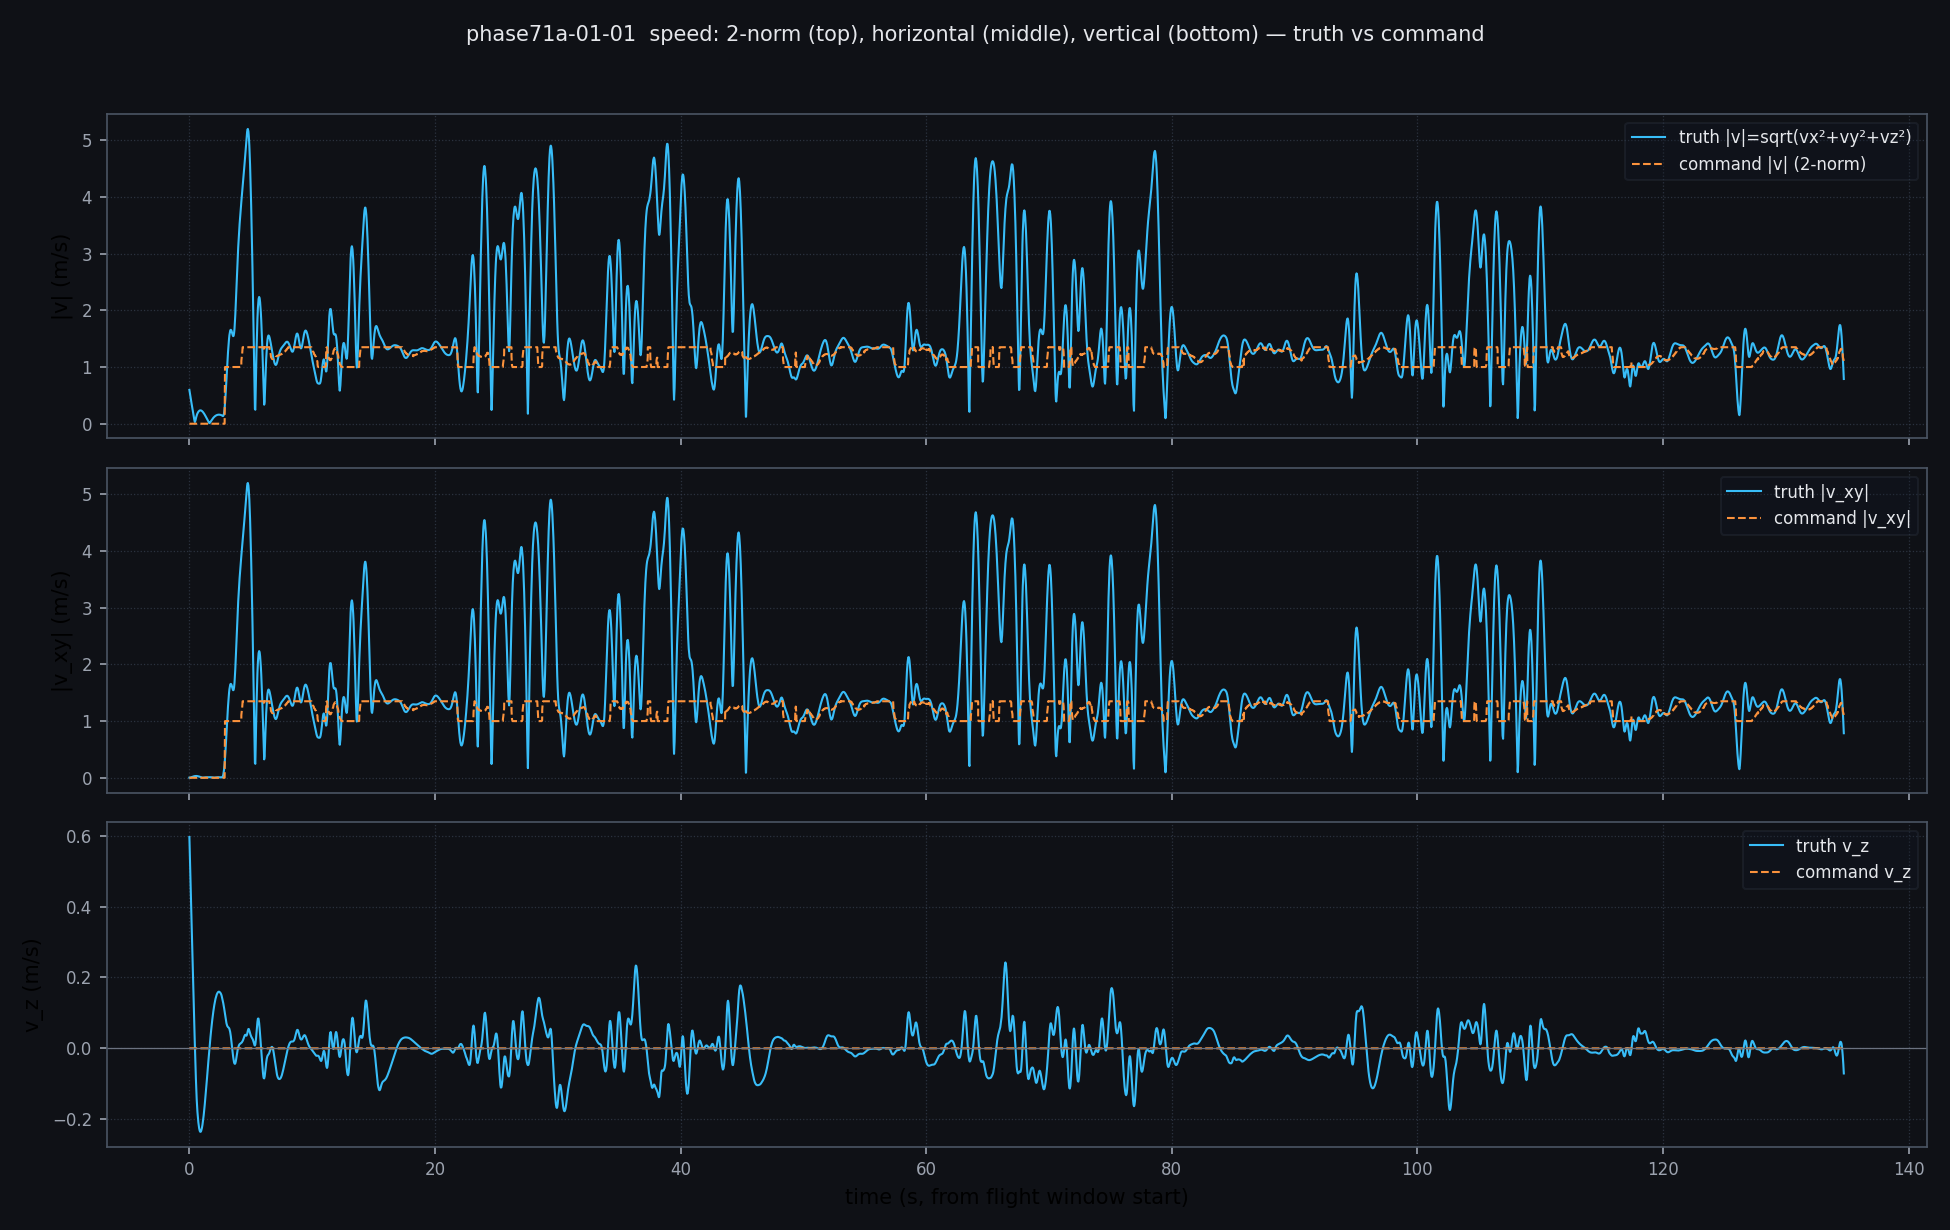 phase71a-01-01  speed: 2-norm (top), horizontal (middle), vertical (bottom) — truth vs command
5
4
3
2
1
0
|v| (m/s)
truth |v|=sqrt(vx²+vy²+vz²)
command |v| (2-norm)
5
4
3
2
1
0
|v_xy| (m/s)
truth |v_xy|
command |v_xy|
0.6
0.4
0.2
0.0
−0.2
v_z (m/s)
truth v_z
command v_z
0 20 40 60 80 100 120 140
time (s, from flight window start)